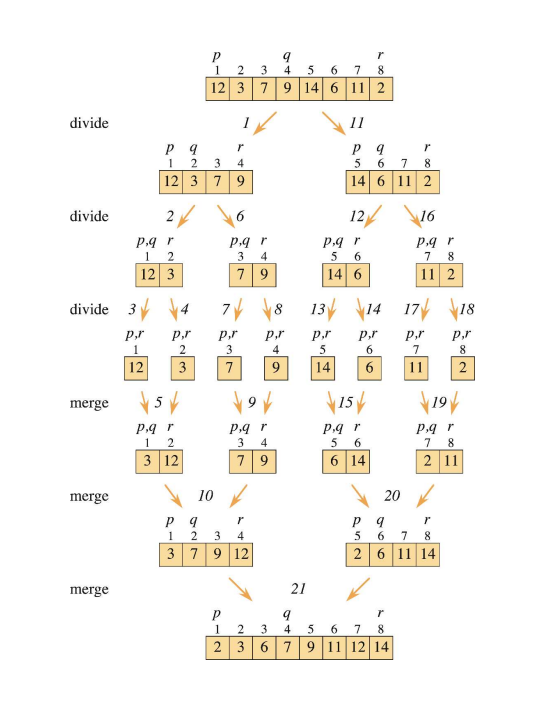 p q r
1 2 3 4 5 6 7 8
12 3 7 9 14 6 11 2
divide 1 11
p q r p q r
1 2 3 4 5 6 7 8
12 3 7 9 14 6 11 2
divide 2 6 12 16
p,q r p,q r p,q r p,q r
1 2 3 4 5 6 7 8
12 3 7 9 14 6 11 2
divide 3 4 7 8 13 14 17 18
p,r p,r p,r p,r p,r p,r p,r p,r
1 2 3 4 5 6 7 8
12 3 7 9 14 6 11 2
merge 5 9 15 19
p,q r p,q r p,q r p,q r
1 2 3 4 5 6 7 8
3 12 7 9 6 14 2 11
merge 10 20
p q r p q r
1 2 3 4 5 6 7 8
3 7 9 12 2 6 11 14
merge 21
p q r
1 2 3 4 5 6 7 8
2 3 6 7 9 11 12 14